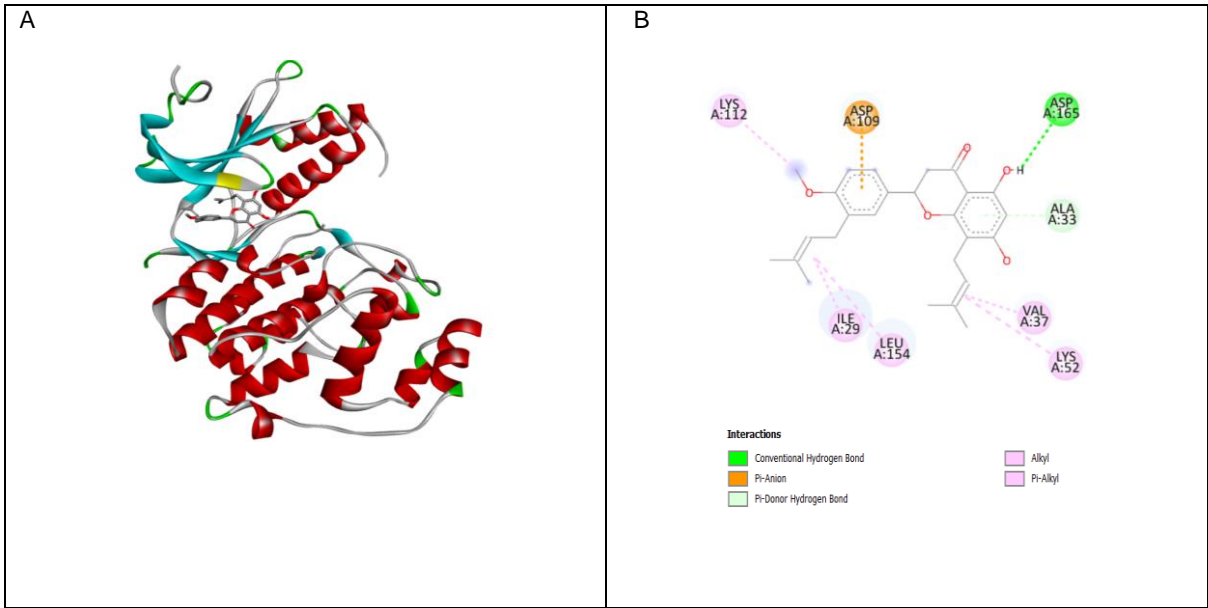 A
B
LYS
A:112
ASP
A:109
ASP
A:165
O
O
H
O
O
ALA
A:33
O
ILE
A:29
LEU
A:154
VAL
A:37
LYS
A:52
Interactions
Conventional Hydrogen Bond
Pi-Anion
Pi-Donor Hydrogen Bond
Alkyl
Pi-Alkyl